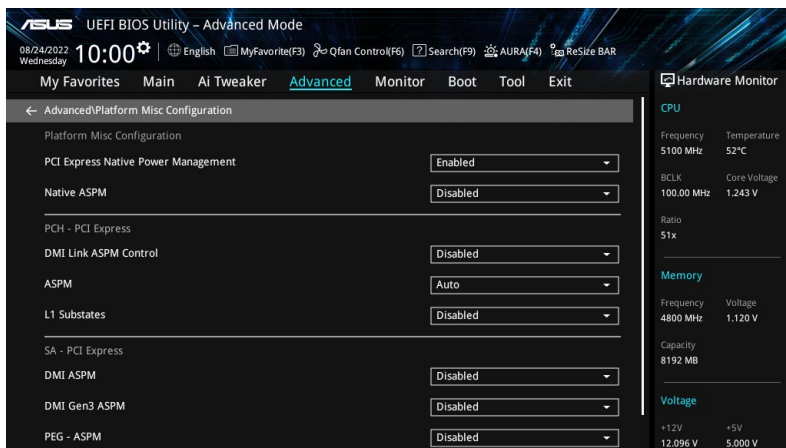 ASUS UEFI BIOS Utility – Advanced Mode
08/24/2022 Wednesday 10:00 English MyFavorite(F3) Qfan Control(F6) Search(F9) AURA(F4) ReSize BAR
My Favorites Main Ai Tweaker Advanced Monitor Boot Tool Exit
← Advanced\Platform Misc Configuration
Platform Misc Configuration
PCI Express Native Power Management Enabled
Native ASPM Disabled
PCH - PCI Express
DMI Link ASPM Control Disabled
ASPM Auto
L1 Substates Disabled
SA - PCI Express
DMI ASPM Disabled
DMI Gen3 ASPM Disabled
PEG - ASPM Disabled
Hardware Monitor
CPU
Frequency Temperature
5100 MHz 52°C
BCLK Core Voltage
100.00 MHz 1.243 V
Ratio
51x
Memory
Frequency Voltage
4800 MHz 1.120 V
Capacity
8192 MB
Voltage
+12V +5V
12.096 V 5.000 V